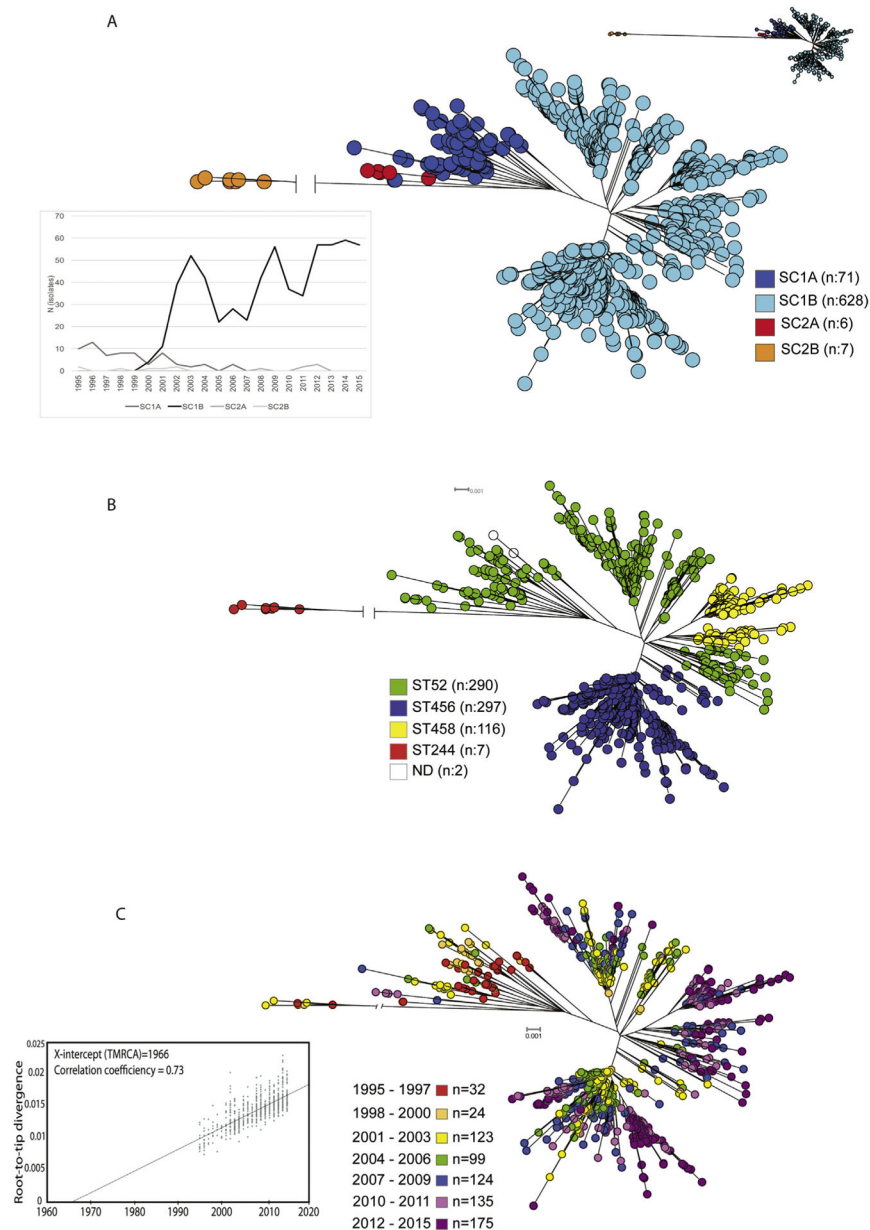 A
70
60
50
40
30
20
10
0
N (isolates)
1995 1996 1997 1998 1999 2000 2001 2002 2003 2004 2005 2006 2007 2008 2009 2010 2011 2012 2013 2014 2015
SC1A SC1B SC2A SC2B
SC1A (n:71)
SC1B (n:628)
SC2A (n:6)
SC2B (n:7)
B
0.001
ST52 (n:290)
ST456 (n:297)
ST458 (n:116)
ST244 (n:7)
ND (n:2)
C
0.001
X-intercept (TMRCA)=1966
Correlation coefficiency = 0.73
Root-to-tip divergence
0.025
0.02
0.015
0.01
0.005
0
1960 1970 1980 1990 2000 2010 2020
1995 - 1997 n=32
1998 - 2000 n=24
2001 - 2003 n=123
2004 - 2006 n=99
2007 - 2009 n=124
2010 - 2011 n=135
2012 - 2015 n=175